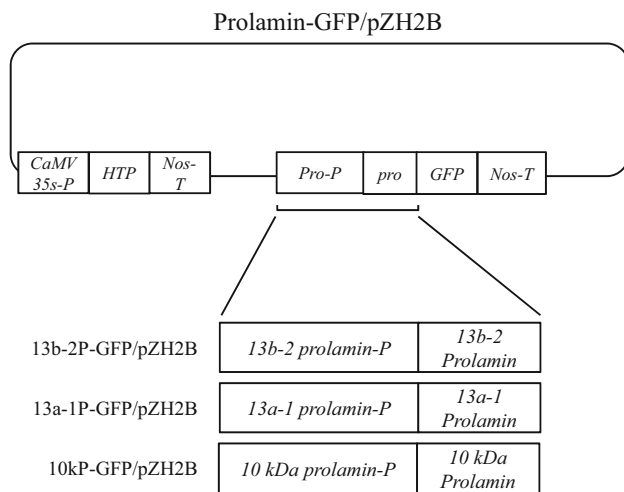 Prolamin-GFP/pZH2B
CaMV
35s-P
HTP
Nos-
T
Pro-P
pro
GFP
Nos-T
13b-2P-GFP/pZH2B
13b-2 prolamin-P
13b-2
Prolamin
13a-1P-GFP/pZH2B
13a-1 prolamin-P
13a-1
Prolamin
10kP-GFP/pZH2B
10 kDa prolamin-P
10 kDa
Prolamin